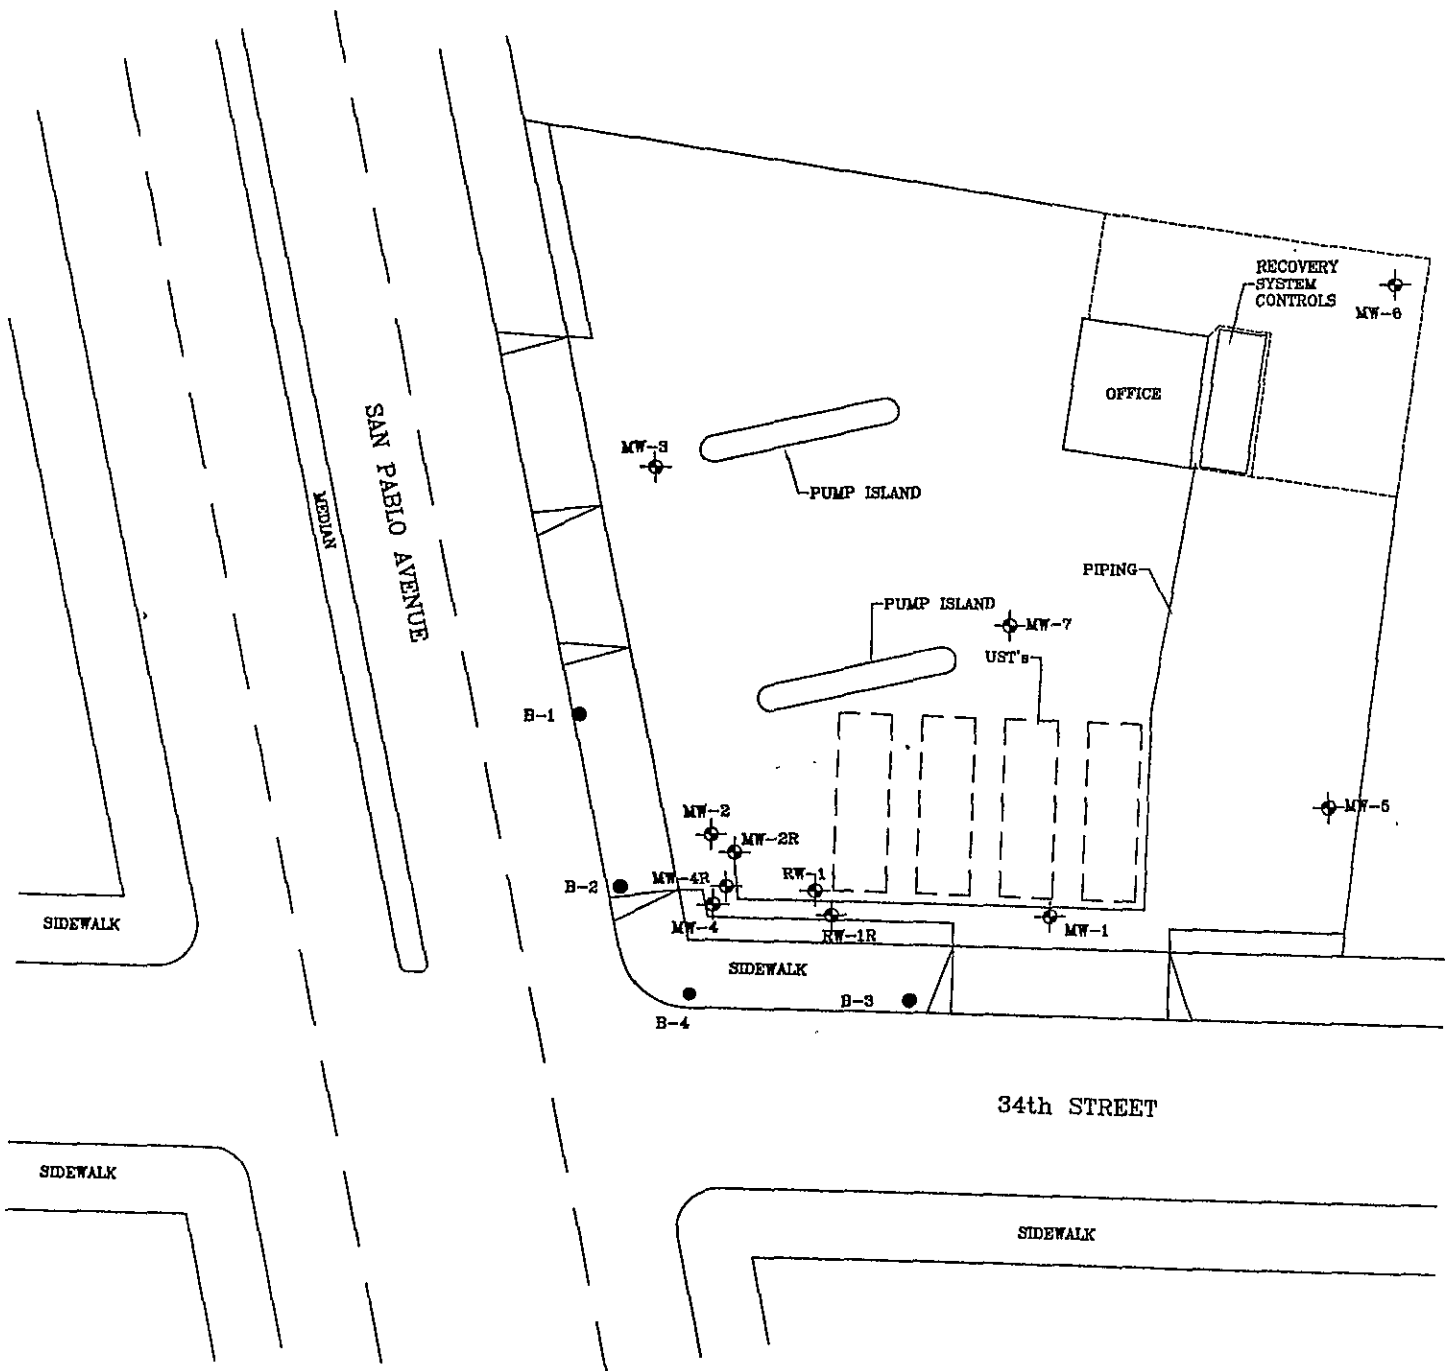 RECOVERY
SYSTEM
CONTROLS
MW-6
OFFICE
SAN PABLO AVENUE
MW-3
PUMP ISLAND
MEDIAN
PIPING
PUMP ISLAND
MW-7
UST's
B-1
MW-5
MW-2
MW-2R
B-2
MW-4R
RW-1
SIDEWALK
MW-4
RW-1R
MW-1
SIDEWALK
B-3
B-4
34th STREET
SIDEWALK
SIDEWALK